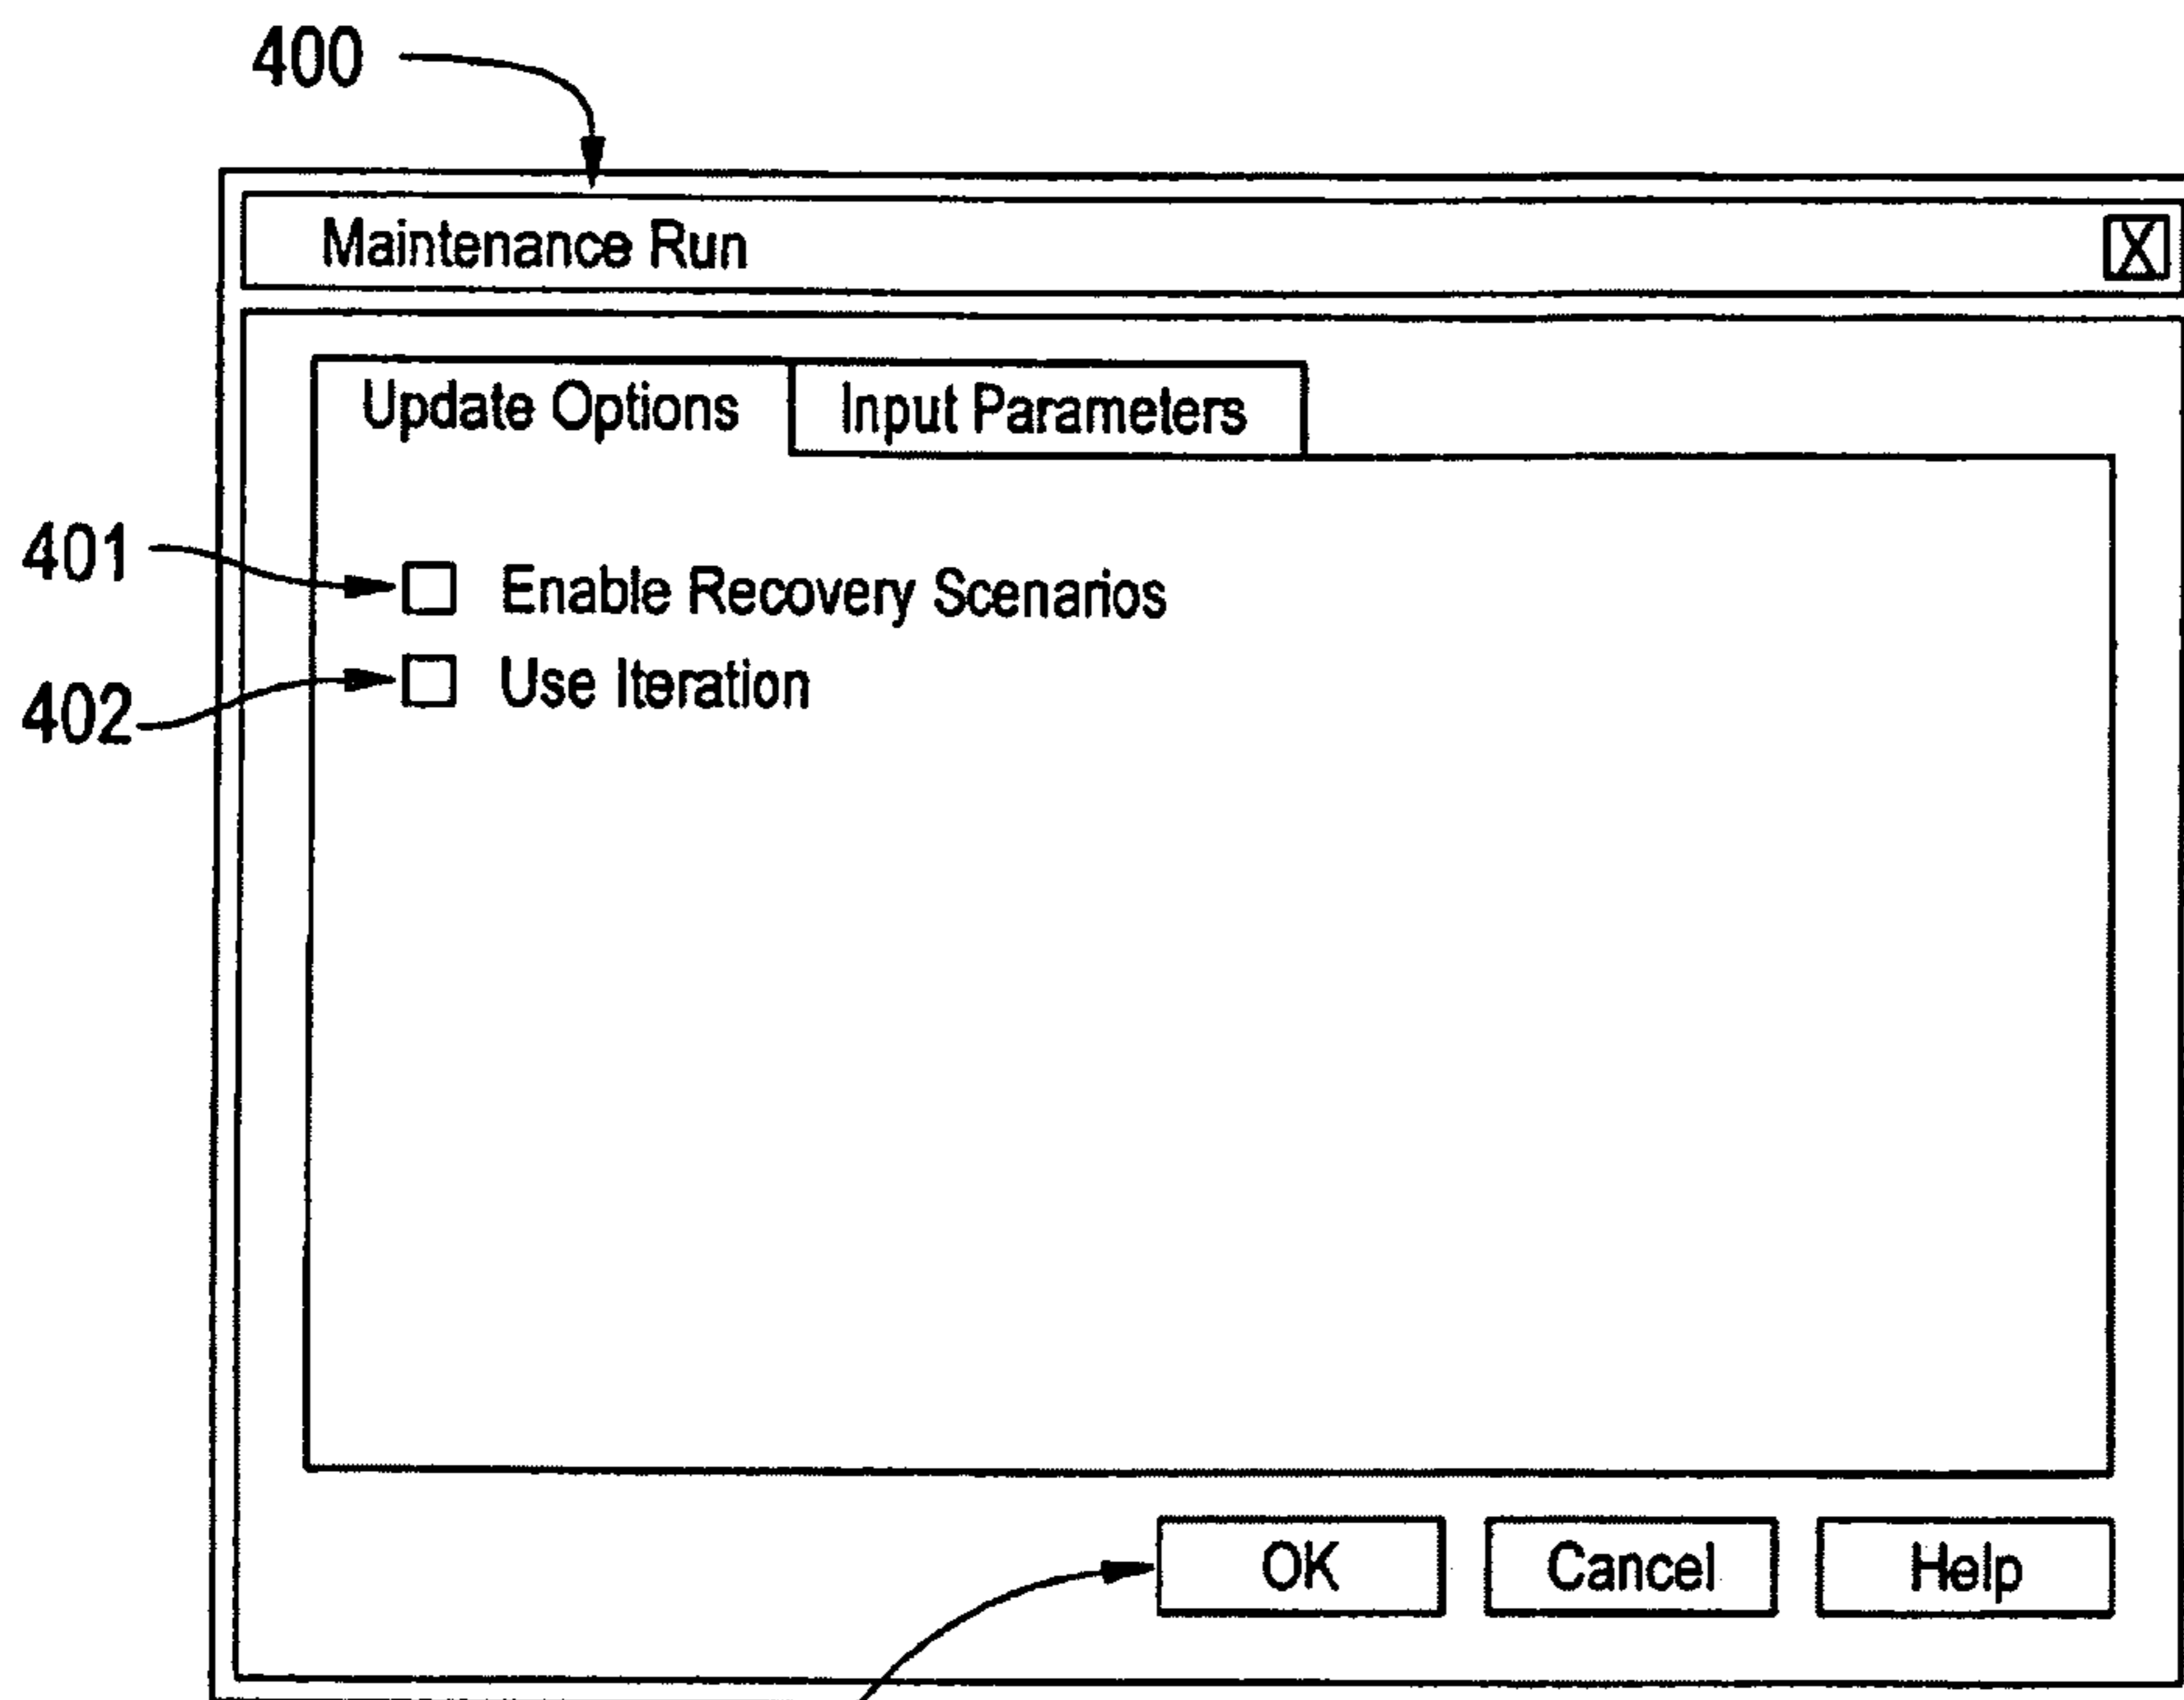 400
Maintenance Run X
Update Options Input Parameters
401 Enable Recovery Scenarios
402 Use Iteration
OK Cancel Help